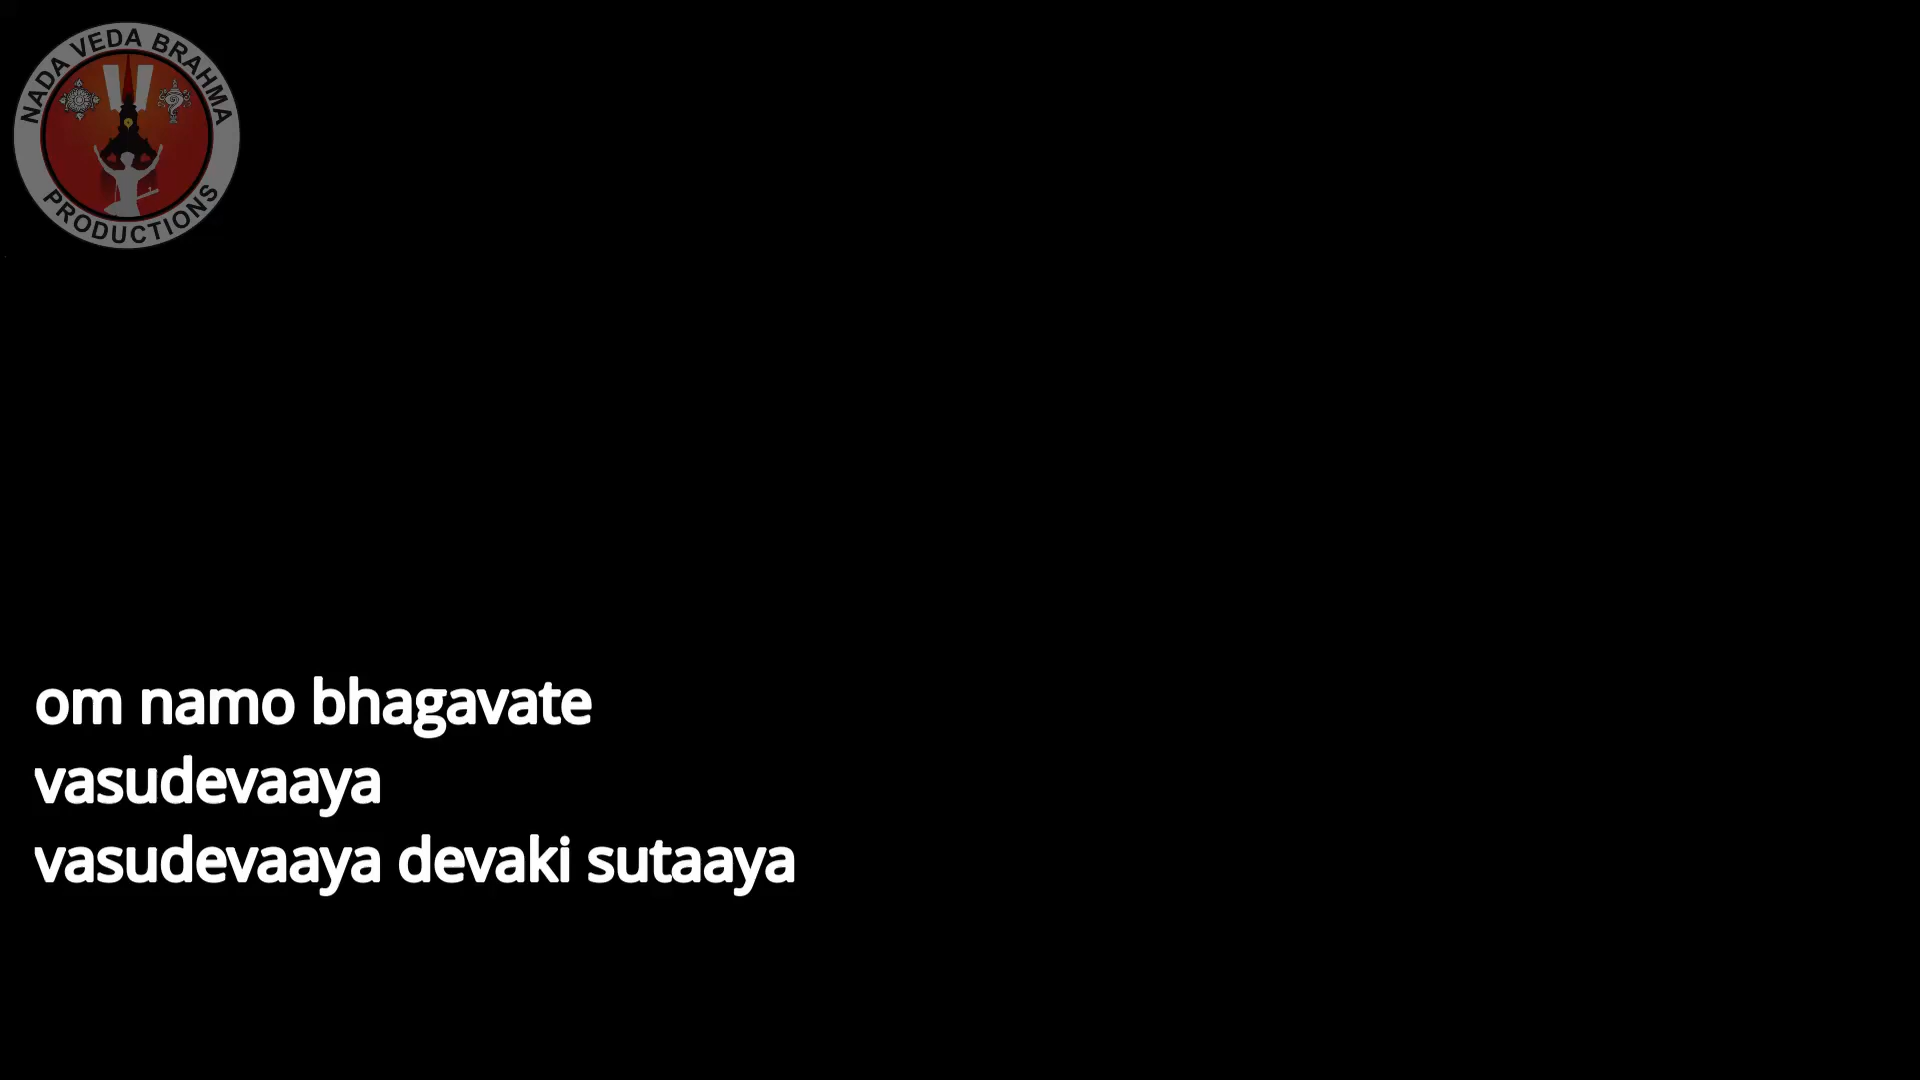 NADA VEDA BRAHMA
PRODUCTIONS
om namo bhagavate
vasudevaaya
vasudevaaya devaki sutaaya